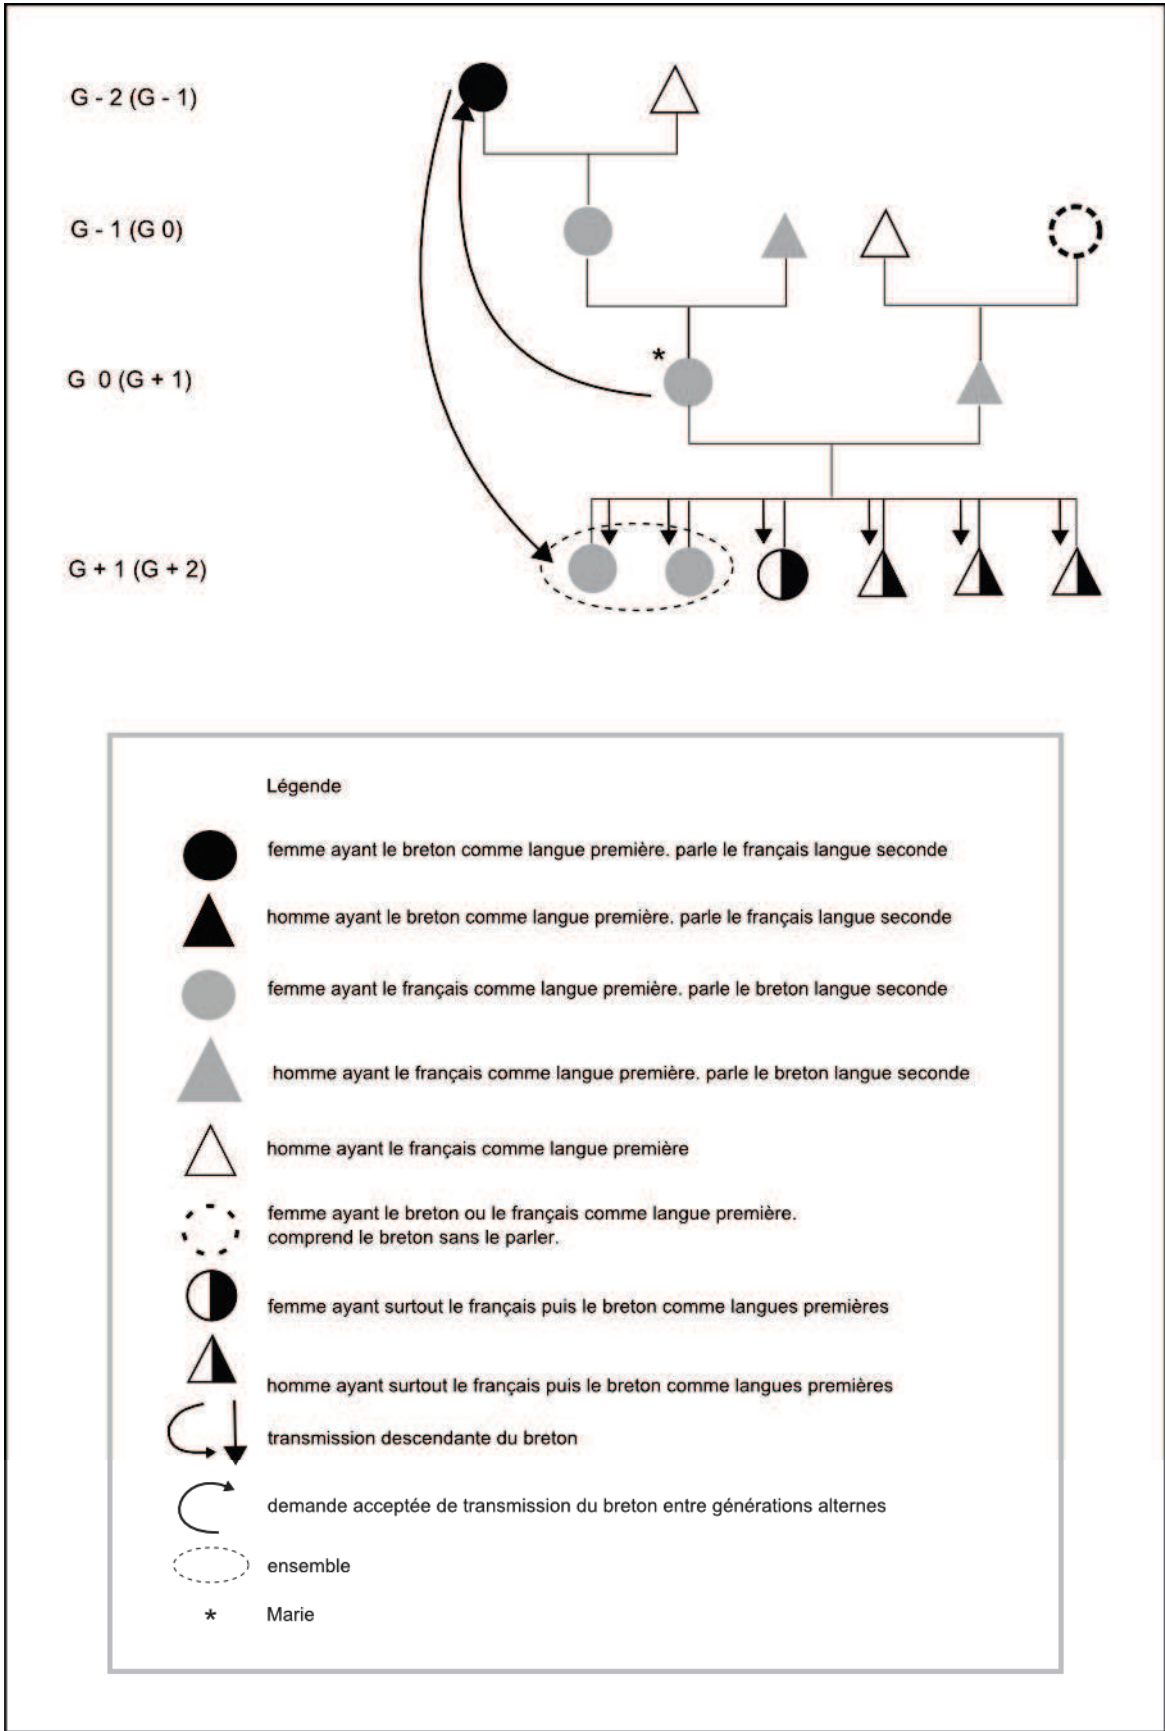 G - 2 (G - 1)
G - 1 (G 0)
*
G 0 (G + 1)
G + 1 (G + 2)
Légende
femme ayant le breton comme langue première. parle le français langue seconde
homme ayant le breton comme langue première. parle le français langue seconde
femme ayant le français comme langue première. parle le breton langue seconde
homme ayant le français comme langue première. parle le breton langue seconde
homme ayant le français comme langue première
femme ayant le breton ou le français comme langue première.
comprend le breton sans le parler.
femme ayant surtout le français puis le breton comme langues premières
homme ayant surtout le français puis le breton comme langues premières
transmission descendante du breton
demande acceptée de transmission du breton entre générations alternes
ensemble
* Marie